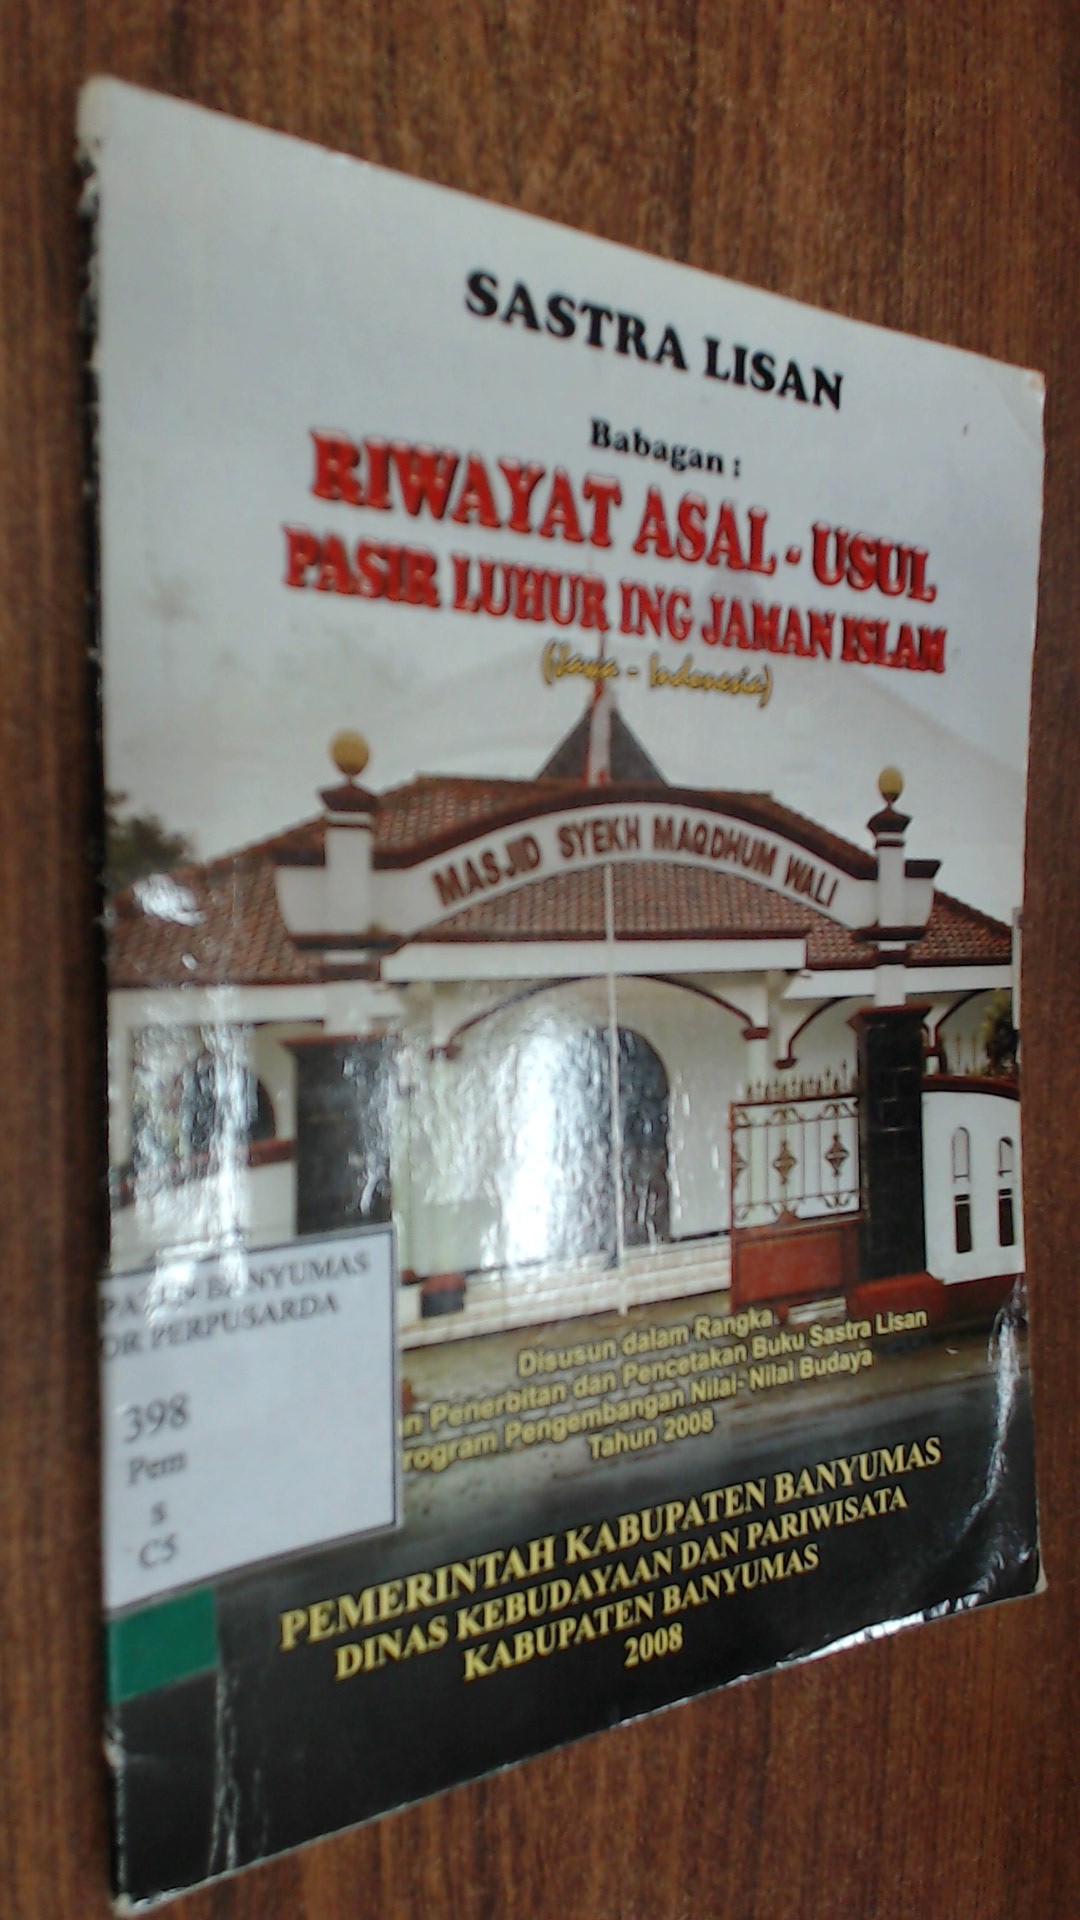 SASTRA LISAN
Babagan :
RIWAYAT ASAL - USUL
PASIR LUHUR ING JAMAN ISLAM
(Jawa - Indonesia)
MASJID SYEKH MAQDHUM WALI
BANYUMAS
PERPUSARDA
398
Pem
s
C5
Disusun dalam Rangka
Penerbitan dan Pencetakan Buku Sastra Lisan
Pengembangan Nilai- Nilai Budaya
Tahun 2008
PEMERINTAH KABUPATEN BANYUMAS
DINAS KEBUDAYAAN DAN PARIWISATA
KABUPATEN BANYUMAS
2008